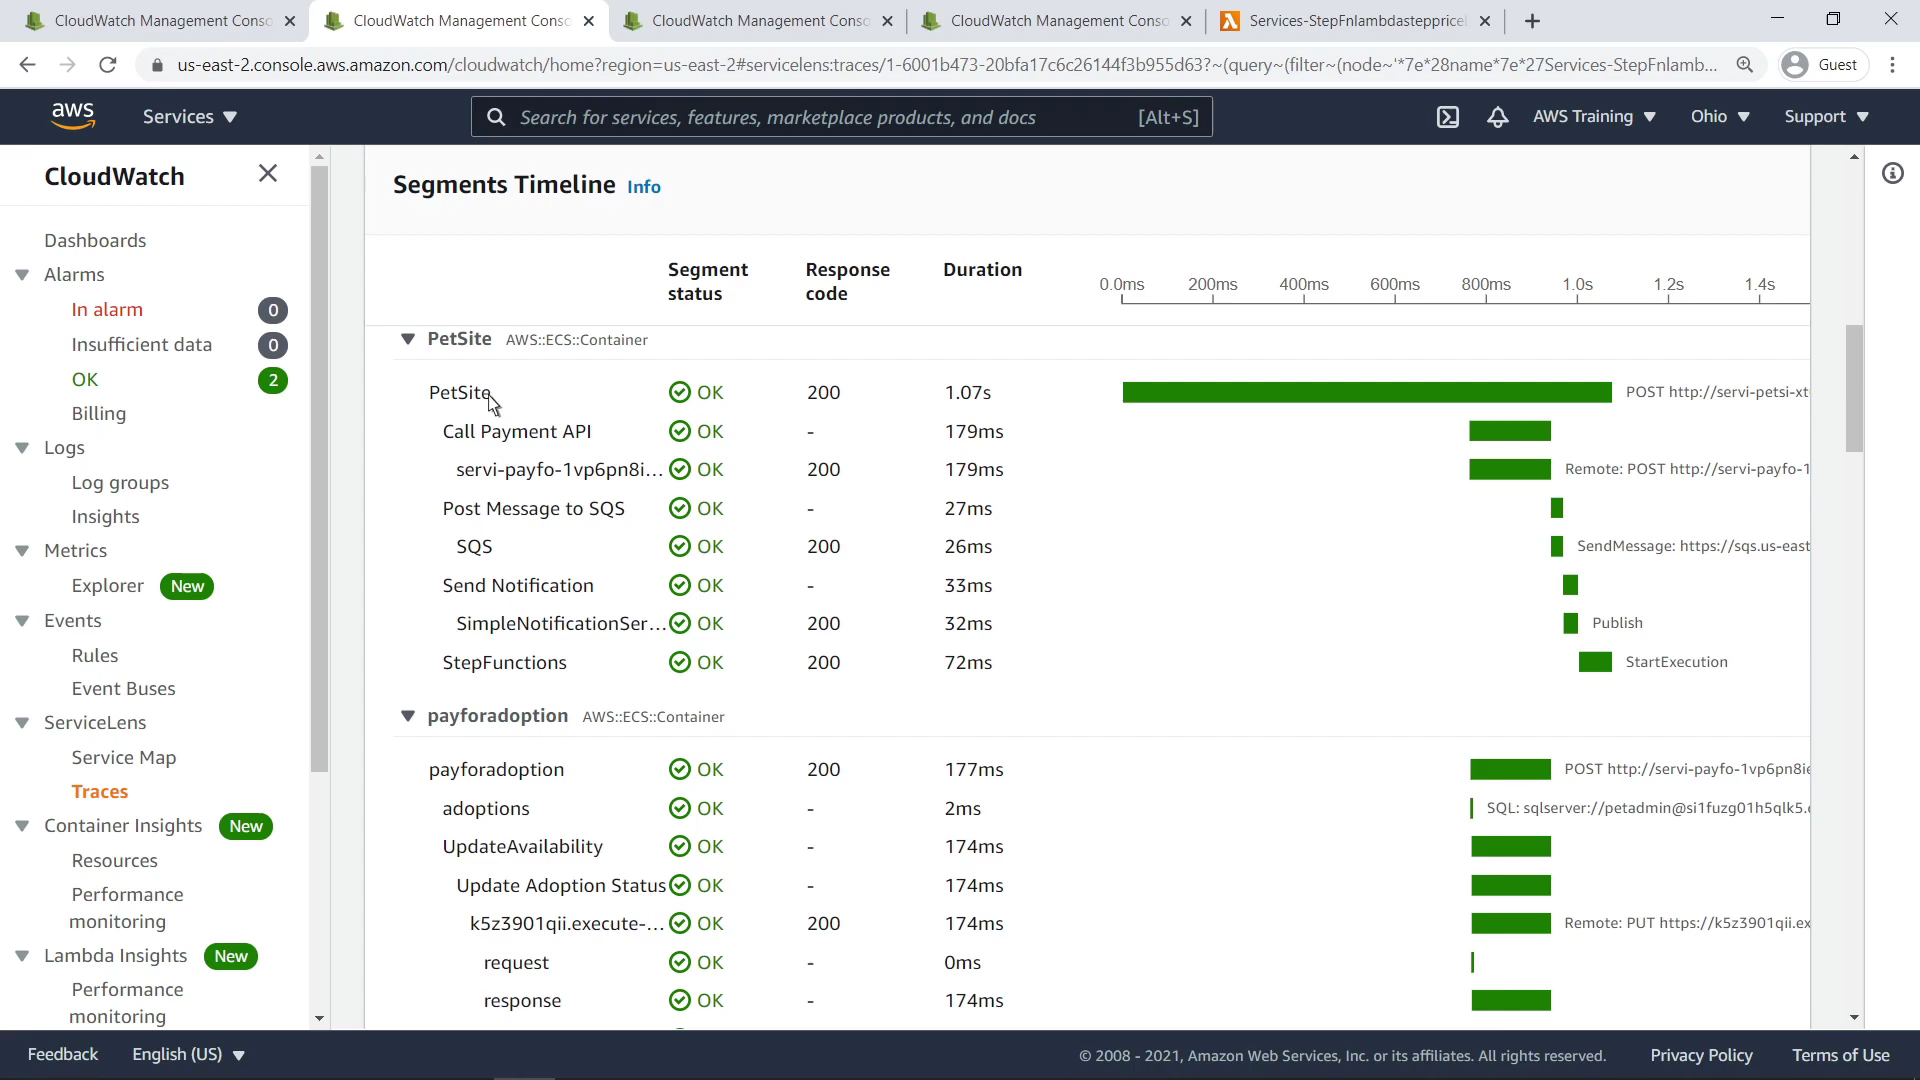 CloudWatch Management Conso
CloudWatch Management Conso
CloudWatch Management Conso
CloudWatch Management Conso
Services-StepFnlambdasteppricel
us-east-2.console.aws.amazon.com/cloudwatch/home?region=us-east-2#servicelens:traces/1-6001b473-20bfa17c6c26144f3b955d63?~(query~(filter~(node~'*7e*28name*7e*27Services-StepFnlamb...
Guest
aws
Services
Search for services, features, marketplace products, and docs
[Alt+S]
AWS Training
Ohio
Support
CloudWatch
Dashboards
Alarms
In alarm 0
Insufficient data 0
OK 2
Billing
Logs
Log groups
Insights
Metrics
Explorer New
Events
Rules
Event Buses
ServiceLens
Service Map
Traces
Container Insights New
Resources
Performance
monitoring
Lambda Insights New
Performance
monitoring
Segments Timeline Info
Segment
status
Response
code
Duration
0.0ms 200ms 400ms 600ms 800ms 1.0s 1.2s 1.4s
PetSite AWS::ECS::Container
PetSite OK 200 1.07s POST http://servi-petsi-xt
Call Payment API OK - 179ms
servi-payfo-1vp6pn8i... OK 200 179ms Remote: POST http://servi-payfo-1
Post Message to SQS OK - 27ms
SQS OK 200 26ms SendMessage: https://sqs.us-east
Send Notification OK - 33ms
SimpleNotificationSer... OK 200 32ms Publish
StepFunctions OK 200 72ms StartExecution
payforadoption AWS::ECS::Container
payforadoption OK 200 177ms POST http://servi-payfo-1vp6pn8ie
adoptions OK - 2ms SQL: sqlserver://petadmin@si1fuzg01h5qlk5.
UpdateAvailability OK - 174ms
Update Adoption Status OK - 174ms
k5z3901qii.execute-... OK 200 174ms Remote: PUT https://k5z3901qii.ex
request OK - 0ms
response OK - 174ms
Feedback
English (US)
© 2008 - 2021, Amazon Web Services, Inc. or its affiliates. All rights reserved.
Privacy Policy
Terms of Use